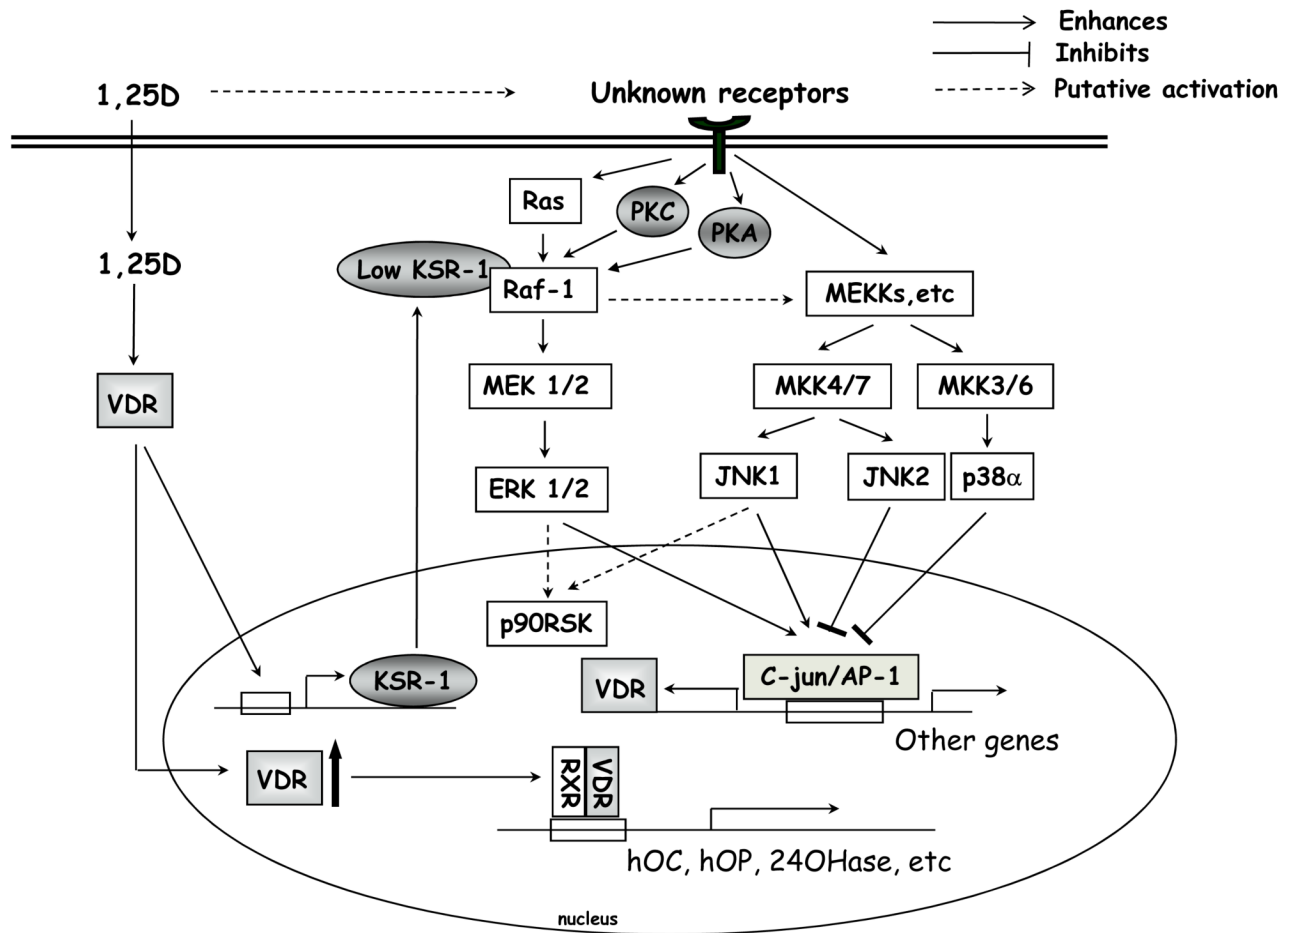 Enhances
Inhibits
Putative activation
1,25D
Unknown receptors
Ras
PKC
PKA
1,25D
Low KSR-1
Raf-1
MEKKs,etc
VDR
MEK 1/2
MKK4/7
MKK3/6
ERK 1/2
JNK1
JNK2
p38α
p90RSK
KSR-1
VDR
C-jun/AP-1
Other genes
VDR
RXR
VDR
hOC, hOP, 24OHase, etc
nucleus